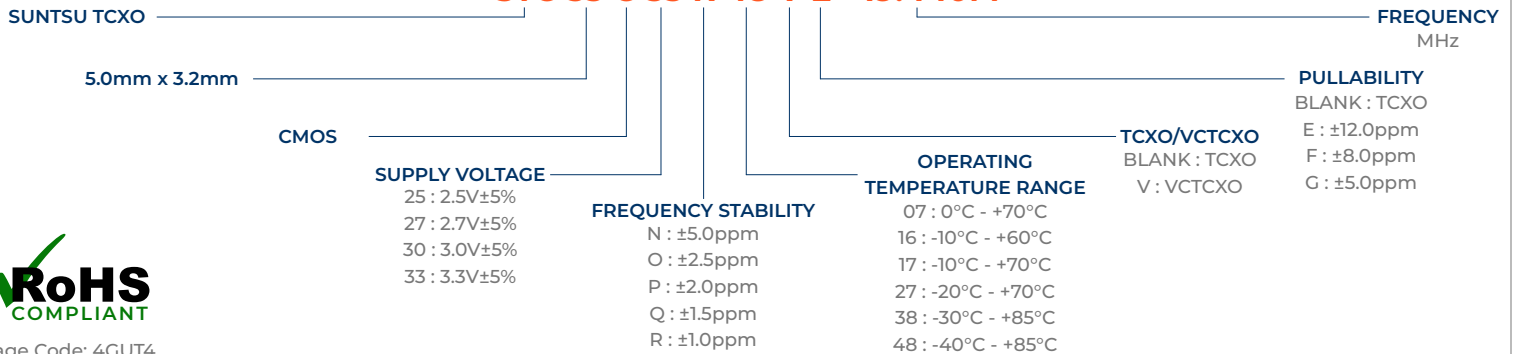 SUNTSU TCXO
FREQUENCY
MHz
5.0mm x 3.2mm
PULLABILITY
BLANK : TCXO
E : ±12.0ppm
F : ±8.0ppm
G : ±5.0ppm
CMOS
TCXO/VCTCXO
BLANK : TCXO
V : VCTCXO
SUPPLY VOLTAGE
25 : 2.5V±5%
27 : 2.7V±5%
30 : 3.0V±5%
33 : 3.3V±5%
OPERATING
TEMPERATURE RANGE
07 : 0°C - +70°C
16 : -10°C - +60°C
17 : -10°C - +70°C
27 : -20°C - +70°C
38 : -30°C - +85°C
48 : -40°C - +85°C
FREQUENCY STABILITY
N : ±5.0ppm
O : ±2.5ppm
P : ±2.0ppm
Q : ±1.5ppm
R : ±1.0ppm
RoHS
COMPLIANT
Code: 4GUT4